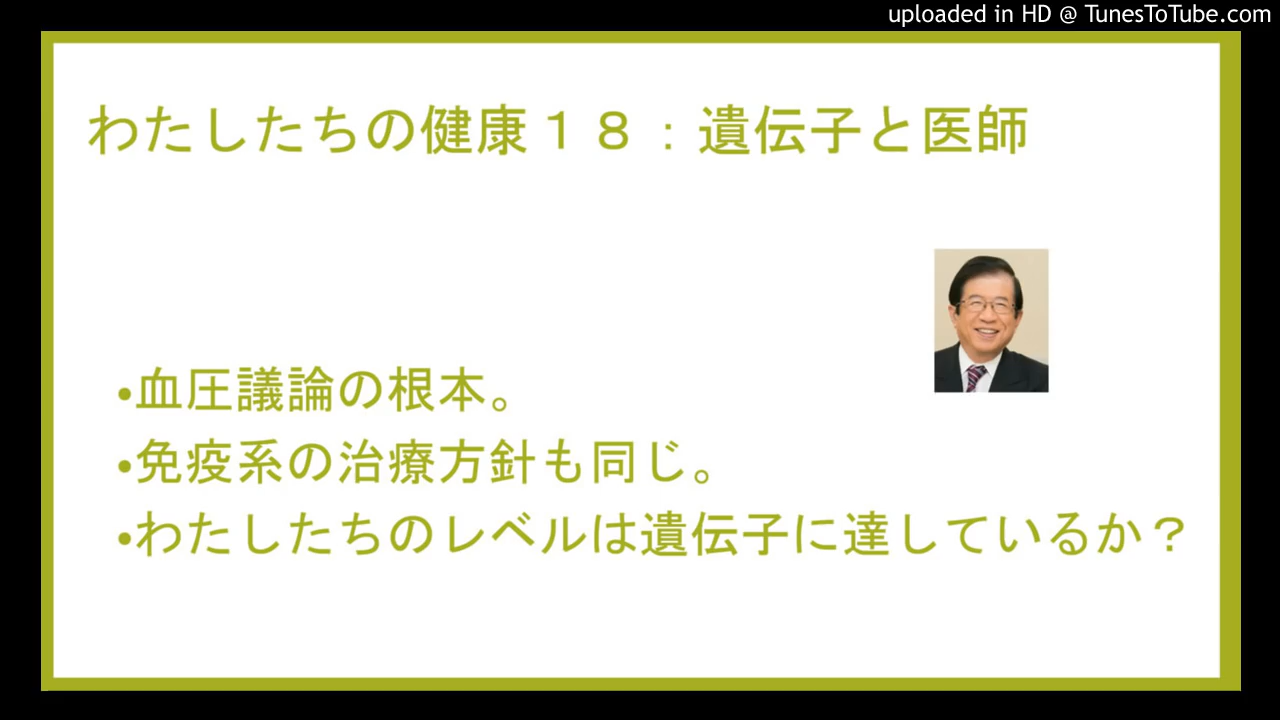 uploaded in HD @ TunesToTube.com
わたしたちの健康１８：遺伝子と医師
•血圧議論の根本。
•免疫系の治療方針も同じ。
•わたしたちのレベルは遺伝子に達しているか？